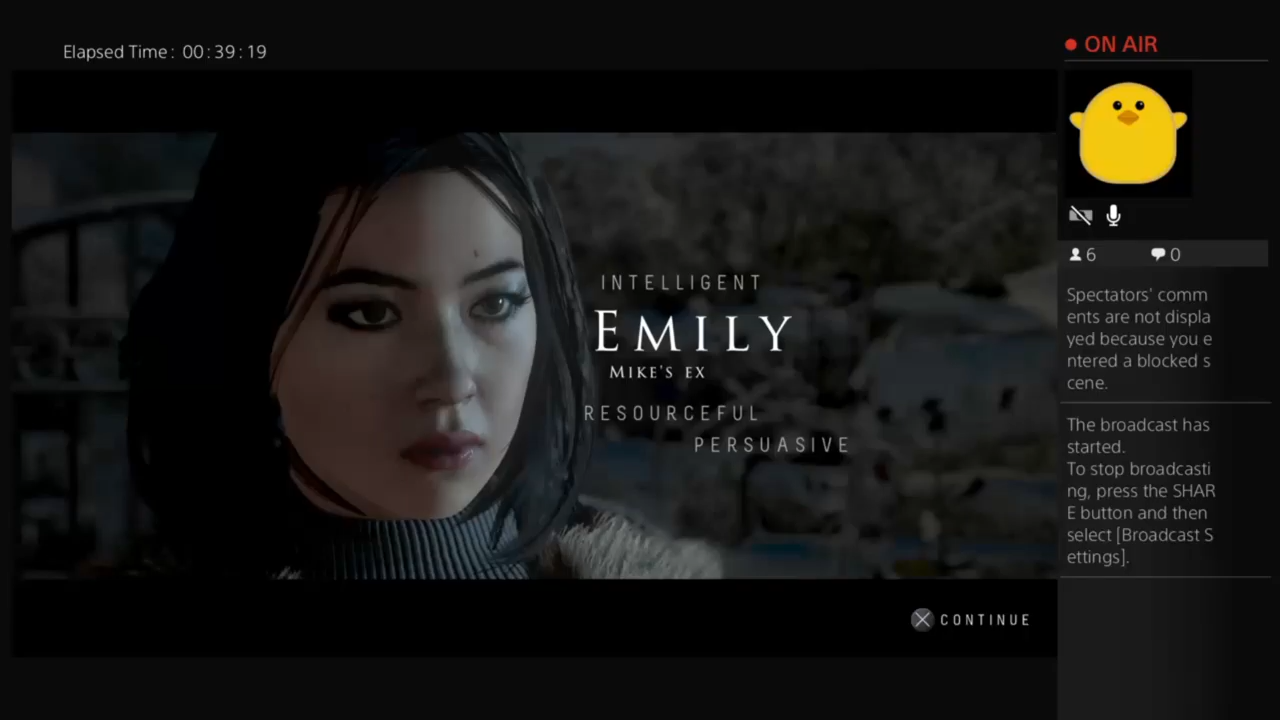 Elapsed Time: 00:39:19
ON AIR
6 0
INTELLIGENT
EMILY
MIKE'S EX
RESOURCEFUL
PERSUASIVE
CONTINUE
Spectators' comm
ents are not displa
yed because you e
ntered a blocked s
cene.
The broadcast has
started.
To stop broadcasti
ng, press the SHAR
E button and then
select [Broadcast S
ettings].